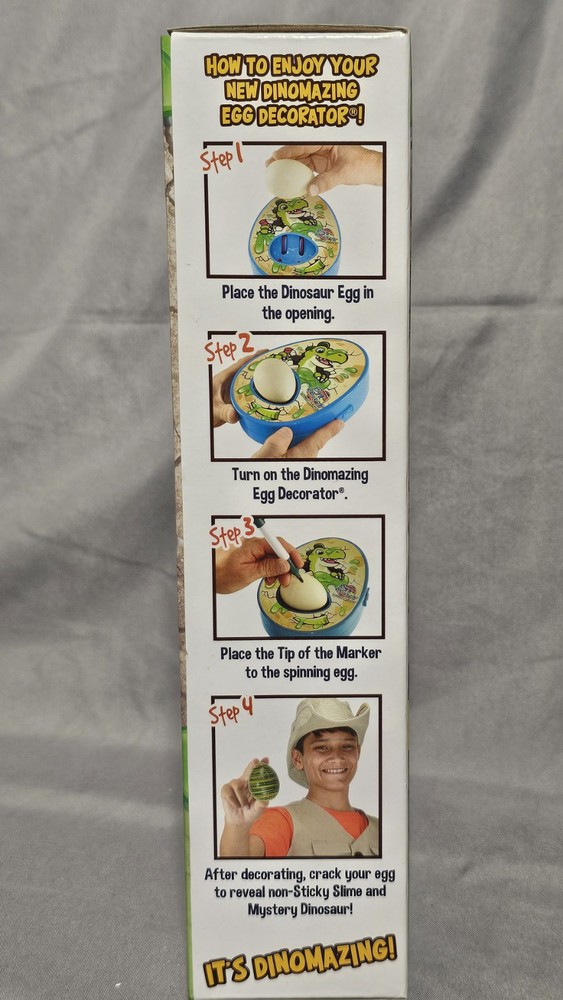 HOW TO ENJOY YOUR
NEW DINOMAZING
EGG DECORATOR®!
Step 1
Place the Dinosaur Egg in
the opening.
Step 2
Turn on the Dinomazing
Egg Decorator®.
Step 3
Place the Tip of the Marker
to the spinning egg.
Step 4
After decorating, crack your egg
to reveal non-Sticky Slime and
Mystery Dinosaur!
IT'S DINOMAZING!